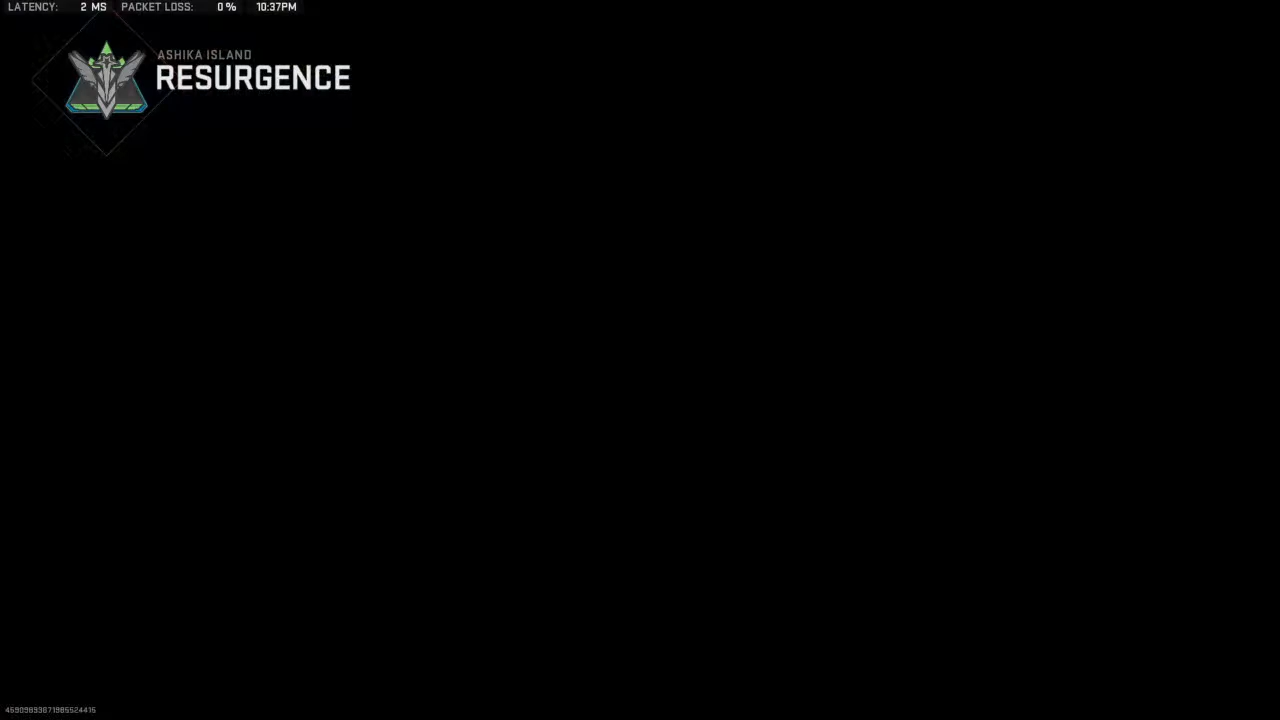 LATENCY: 2 MS PACKET LOSS: 0 % 10:37PM
ASHIKA ISLAND
RESURGENCE